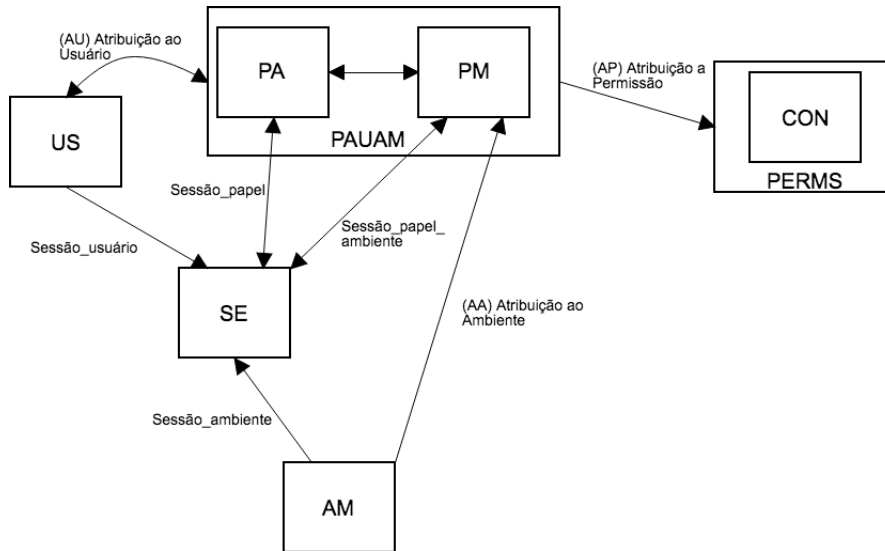 (AU) Atribuição ao
Usuário
PA
PM
(AP) Atribuição a
Permissão
US
PAUAM
CON
PERMS
Sessão_papel
Sessão_papel_
ambiente
Sessão_usuário
SE
(AA) Atribuição ao
Ambiente
Sessão_ambiente
AM